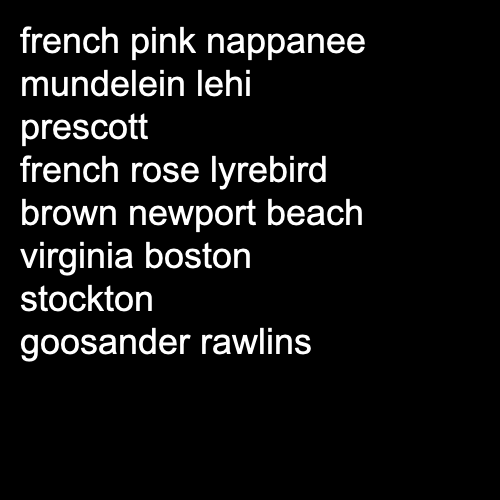 french pink nappanee
mundelein lehi
prescott
french rose lyrebird
brown newport beach
virginia boston
stockton
goosander rawlins